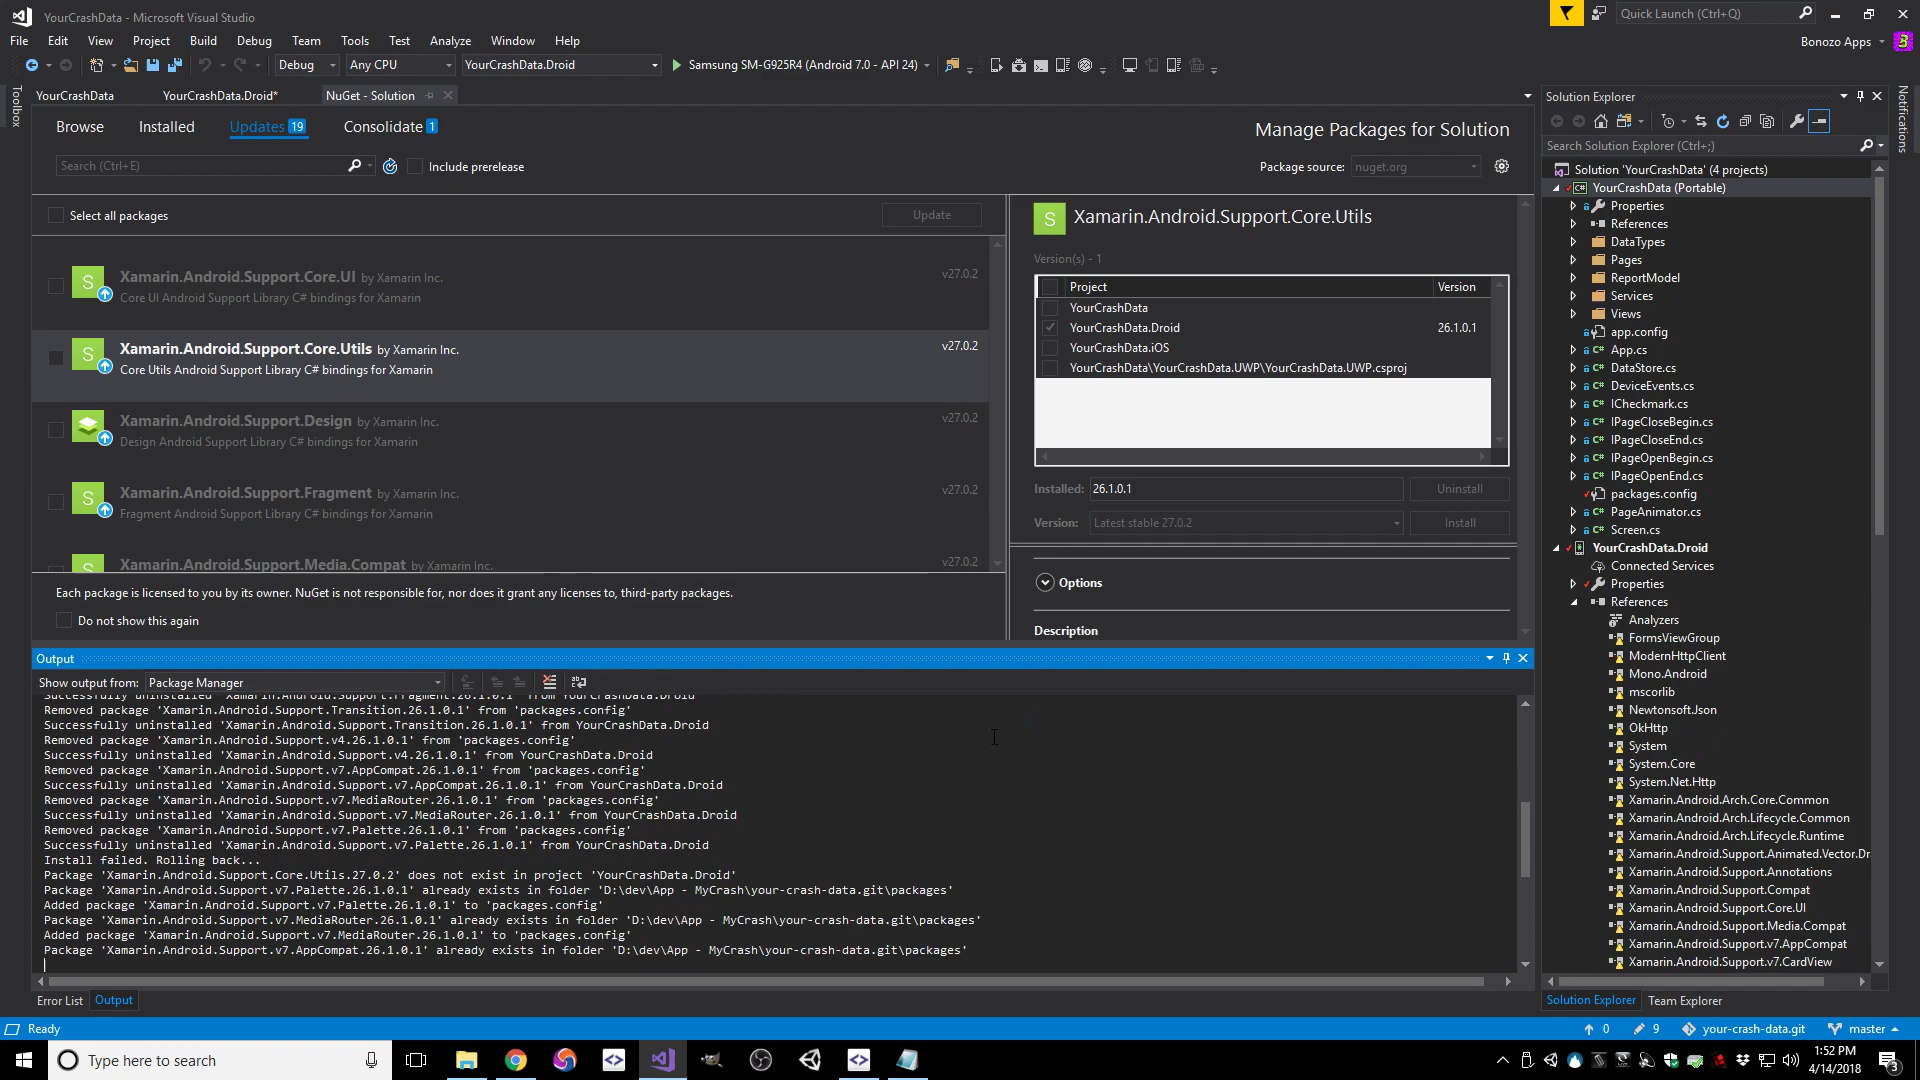 YourCrashData - Microsoft Visual Studio
Quick Launch (Ctrl+Q)
File Edit View Project Build Debug Team Tools Test Analyze Window Help
Bonozo Apps
Debug Any CPU YourCrashData.Droid Samsung SM-G925R4 (Android 7.0 - API 24)
Toolbox
YourCrashData YourCrashData.Droid* NuGet - Solution
Browse Installed Updates 19 Consolidate 1
Manage Packages for Solution
Search (Ctrl+E) Include prerelease
Package source: nuget.org
Select all packages Update
Xamarin.Android.Support.Core.UI by Xamarin Inc. v27.0.2
Core UI Android Support Library C# bindings for Xamarin
Xamarin.Android.Support.Core.Utils by Xamarin Inc. v27.0.2
Core Utils Android Support Library C# bindings for Xamarin
Xamarin.Android.Support.Design by Xamarin Inc. v27.0.2
Design Android Support Library C# bindings for Xamarin
Xamarin.Android.Support.Fragment by Xamarin Inc. v27.0.2
Fragment Android Support Library C# bindings for Xamarin
Xamarin.Android.Support.Media.Compat by Xamarin Inc. v27.0.2
Each package is licensed to you by its owner. NuGet is not responsible for, nor does it grant any licenses to, third-party packages.
Do not show this again
S Xamarin.Android.Support.Core.Utils
Version(s) - 1
Project Version
YourCrashData
YourCrashData.Droid 26.1.0.1
YourCrashData.iOS
YourCrashData\YourCrashData.UWP\YourCrashData.UWP.csproj
Installed: 26.1.0.1 Uninstall
Version: Latest stable 27.0.2 Install
Options
Description
Output
Show output from: Package Manager
Successfully uninstalled 'Xamarin.Android.Support.Fragment.26.1.0.1' from YourCrashData.Droid
Removed package 'Xamarin.Android.Support.Transition.26.1.0.1' from 'packages.config'
Successfully uninstalled 'Xamarin.Android.Support.Transition.26.1.0.1' from YourCrashData.Droid
Removed package 'Xamarin.Android.Support.v4.26.1.0.1' from 'packages.config'
Successfully uninstalled 'Xamarin.Android.Support.v4.26.1.0.1' from YourCrashData.Droid
Removed package 'Xamarin.Android.Support.v7.AppCompat.26.1.0.1' from 'packages.config'
Successfully uninstalled 'Xamarin.Android.Support.v7.AppCompat.26.1.0.1' from YourCrashData.Droid
Removed package 'Xamarin.Android.Support.v7.MediaRouter.26.1.0.1' from 'packages.config'
Successfully uninstalled 'Xamarin.Android.Support.v7.MediaRouter.26.1.0.1' from YourCrashData.Droid
Removed package 'Xamarin.Android.Support.v7.Palette.26.1.0.1' from 'packages.config'
Successfully uninstalled 'Xamarin.Android.Support.v7.Palette.26.1.0.1' from YourCrashData.Droid
Install failed. Rolling back...
Package 'Xamarin.Android.Support.Core.Utils.27.0.2' does not exist in project 'YourCrashData.Droid'
Package 'Xamarin.Android.Support.v7.Palette.26.1.0.1' already exists in folder 'D:\dev\App - MyCrash\your-crash-data.git\packages'
Added package 'Xamarin.Android.Support.v7.Palette.26.1.0.1' to 'packages.config'
Package 'Xamarin.Android.Support.v7.MediaRouter.26.1.0.1' already exists in folder 'D:\dev\App - MyCrash\your-crash-data.git\packages'
Added package 'Xamarin.Android.Support.v7.MediaRouter.26.1.0.1' to 'packages.config'
Package 'Xamarin.Android.Support.v7.AppCompat.26.1.0.1' already exists in folder 'D:\dev\App - MyCrash\your-crash-data.git\packages'
Error List Output
Solution Explorer
Search Solution Explorer (Ctrl+;)
Solution 'YourCrashData' (4 projects)
YourCrashData (Portable)
Properties
References
DataTypes
Pages
ReportModel
Services
Views
app.config
App.cs
DataStore.cs
DeviceEvents.cs
ICheckmark.cs
IPageCloseBegin.cs
IPageCloseEnd.cs
IPageOpenBegin.cs
IPageOpenEnd.cs
packages.config
PageAnimator.cs
Screen.cs
YourCrashData.Droid
Connected Services
Properties
References
Analyzers
FormsViewGroup
ModernHttpClient
Mono.Android
mscorlib
Newtonsoft.Json
OkHttp
System
System.Core
System.Net.Http
Xamarin.Android.Arch.Core.Common
Xamarin.Android.Arch.Lifecycle.Common
Xamarin.Android.Arch.Lifecycle.Runtime
Xamarin.Android.Support.Animated.Vector.Dr
Xamarin.Android.Support.Annotations
Xamarin.Android.Support.Compat
Xamarin.Android.Support.Core.UI
Xamarin.Android.Support.Media.Compat
Xamarin.Android.Support.v7.AppCompat
Xamarin.Android.Support.v7.CardView
Solution Explorer Team Explorer
Notifications
Ready 0 9 your-crash-data.git master
Type here to search
1:52 PM
4/14/2018
3